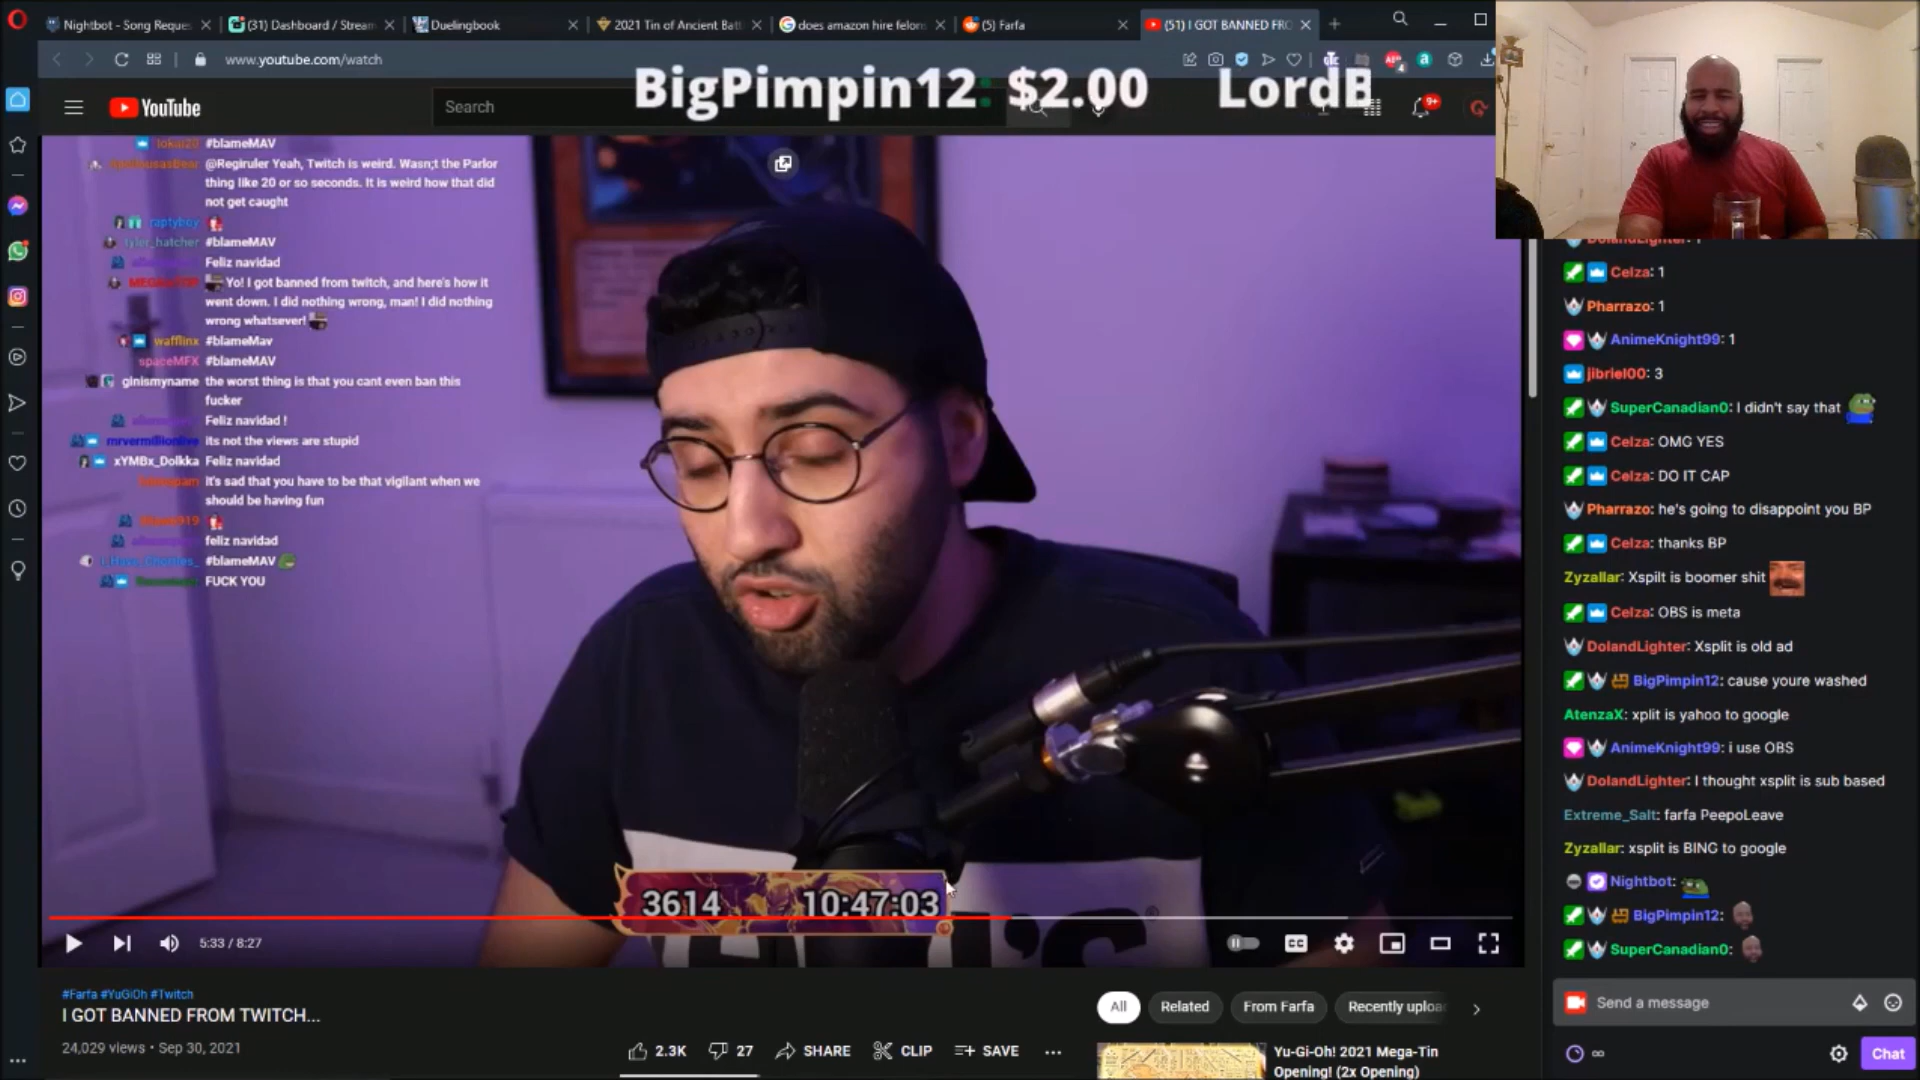 Nightbot - Song Reques
(31) Dashboard / Stream
Duelingbook
2021 Tin of Ancient Batt
does amazon hire felon
(5) Farfa
(51) I GOT BANNED FRO
www.youtube.com/watch
BigPimpin12: $2.00 LordB
YouTube
Search
9+
#blameMAV
@Regiruler Yeah, Twitch is weird. Wasn;t the Parlor
thing like 20 or so seconds. It is weird how that did
not get caught
raptyboy
tyler_hatcher #blameMAV
Feliz navidad
Yo! I got banned from twitch, and here's how it
went down. I did nothing wrong, man! I did nothing
wrong whatsever!
wafflinx #blameMav
spaceMFX #blameMAV
ginismyname the worst thing is that you cant even ban this
fucker
Feliz navidad !
mrvermillionlive its not the views are stupid
xYMBx_Dolkka Feliz navidad
it's sad that you have to be that vigilant when we
should be having fun
feliz navidad
#blameMAV
FUCK YOU
3614 10:47:03
5:33 / 8:27
CC
#Farfa #YuGiOh #Twitch
I GOT BANNED FROM TWITCH...
24,029 views • Sep 30, 2021
2.3K
27
SHARE
CLIP
SAVE
All
Related
From Farfa
Recently uploa
Yu-Gi-Oh! 2021 Mega-Tin
Opening! (2x Opening)
DolandLighter: 1
Celza: 1
Pharrazo: 1
AnimeKnight99: 1
jibriel00: 3
SuperCanadian0: I didn't say that
Celza: OMG YES
Celza: DO IT CAP
Pharrazo: he's going to disappoint you BP
Celza: thanks BP
Zyzallar: Xspilt is boomer shit
Celza: OBS is meta
DolandLighter: Xsplit is old ad
BigPimpin12: cause youre washed
AtenzaX: xplit is yahoo to google
AnimeKnight99: i use OBS
DolandLighter: I thought xsplit is sub based
Extreme_Salt: farfa PeepoLeave
Zyzallar: xsplit is BING to google
Nightbot:
BigPimpin12:
SuperCanadian0:
Send a message
Chat